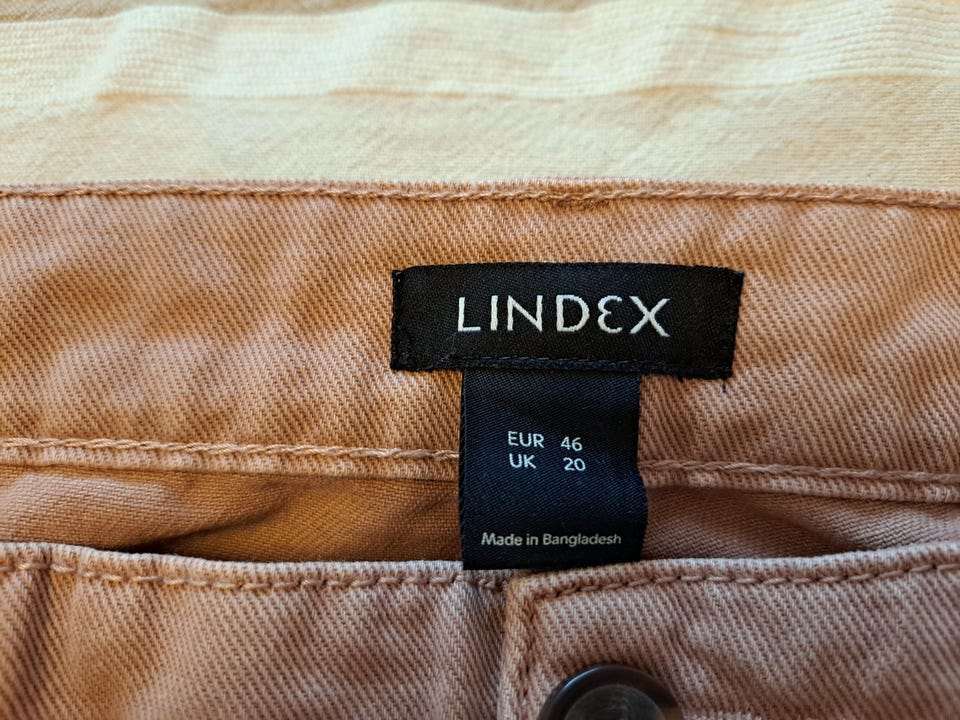 LINDEX
EUR 46
UK 20
Made in Bangladesh